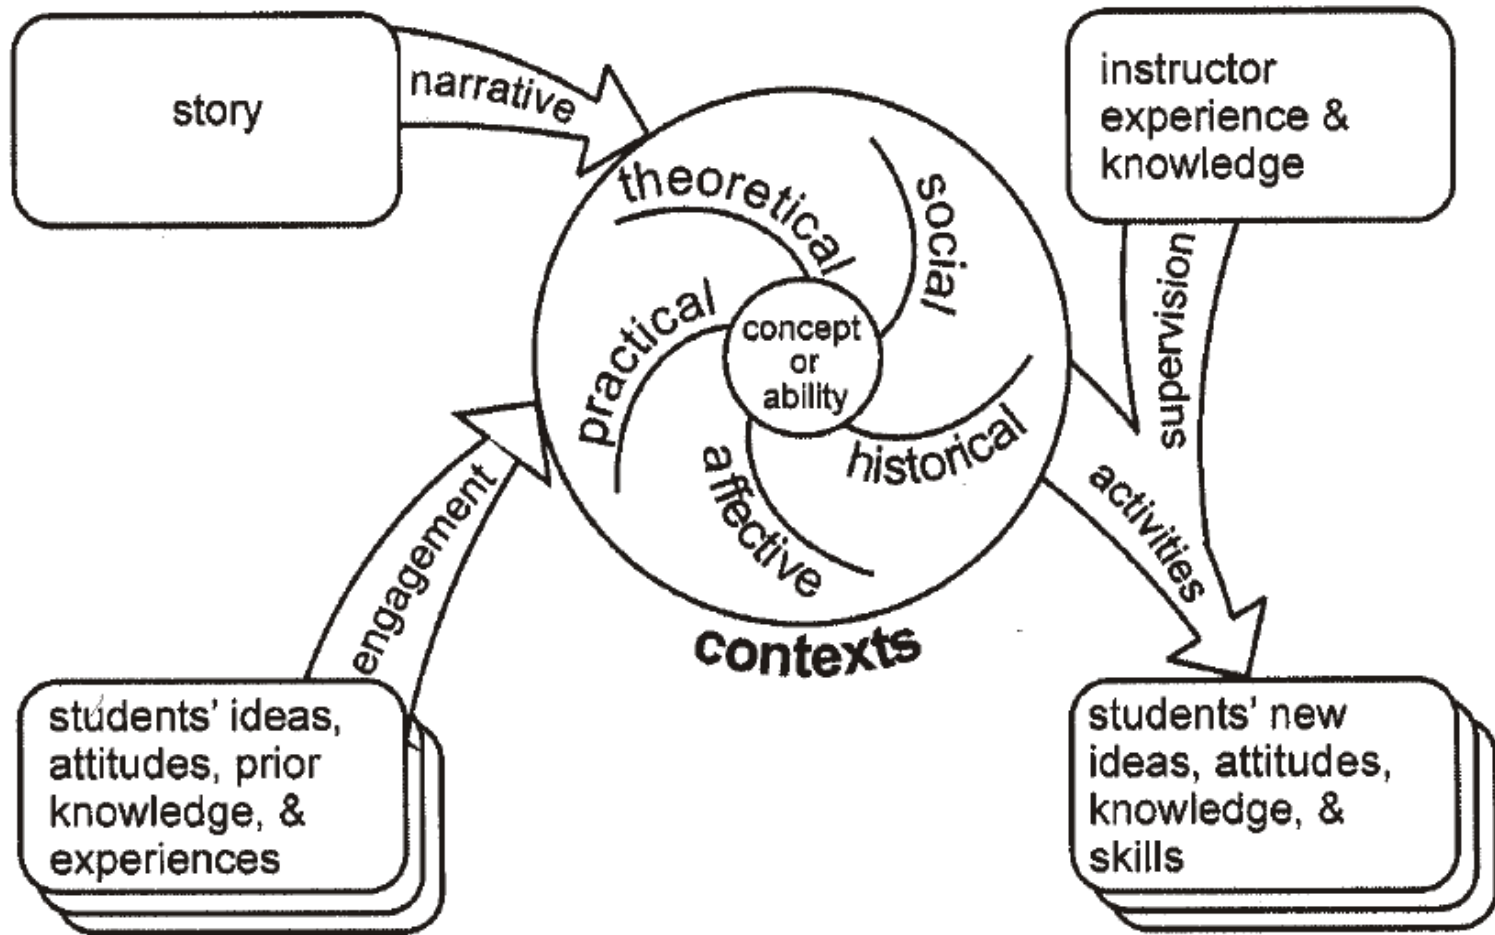 story
narrative
instructor
experience &
knowledge
supervision
theoretical
social
practical
concept
or
ability
historical
affective
contexts
engagement
activities
students' ideas,
attitudes, prior
knowledge, &
experiences
students' new
ideas, attitudes,
knowledge, &
skills